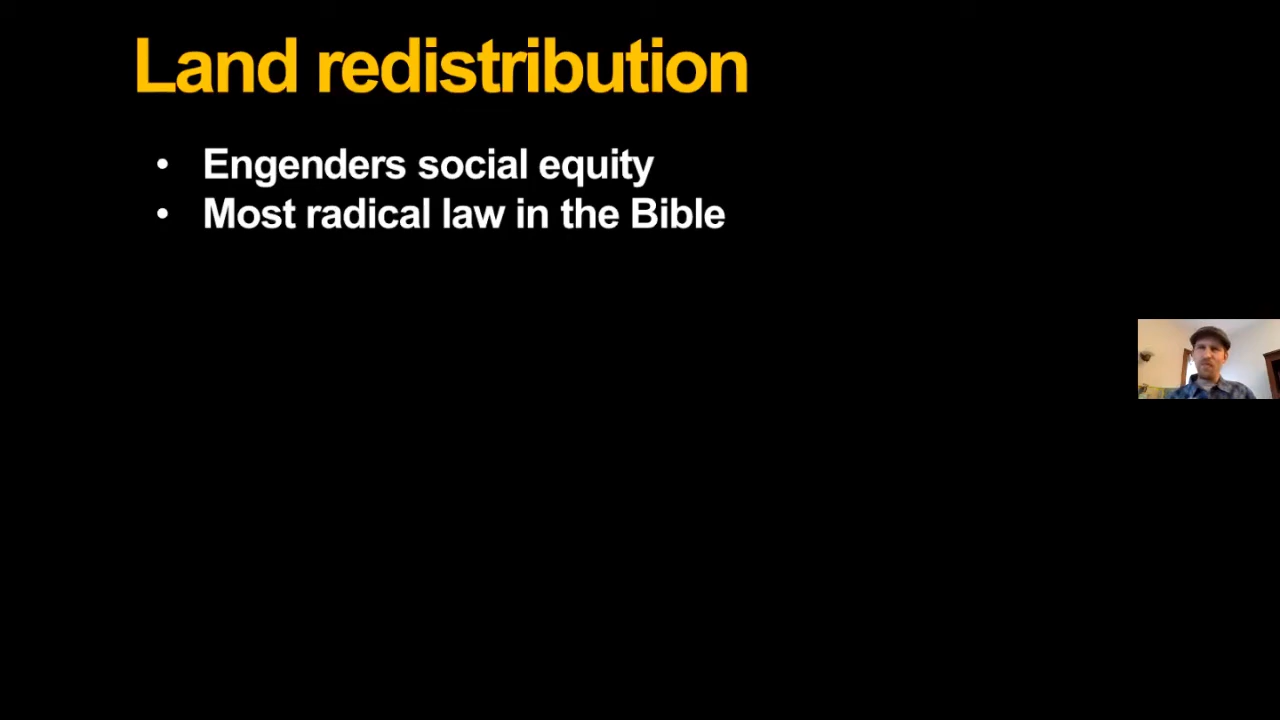 Land redistribution
• Engenders social equity
• Most radical law in the Bible